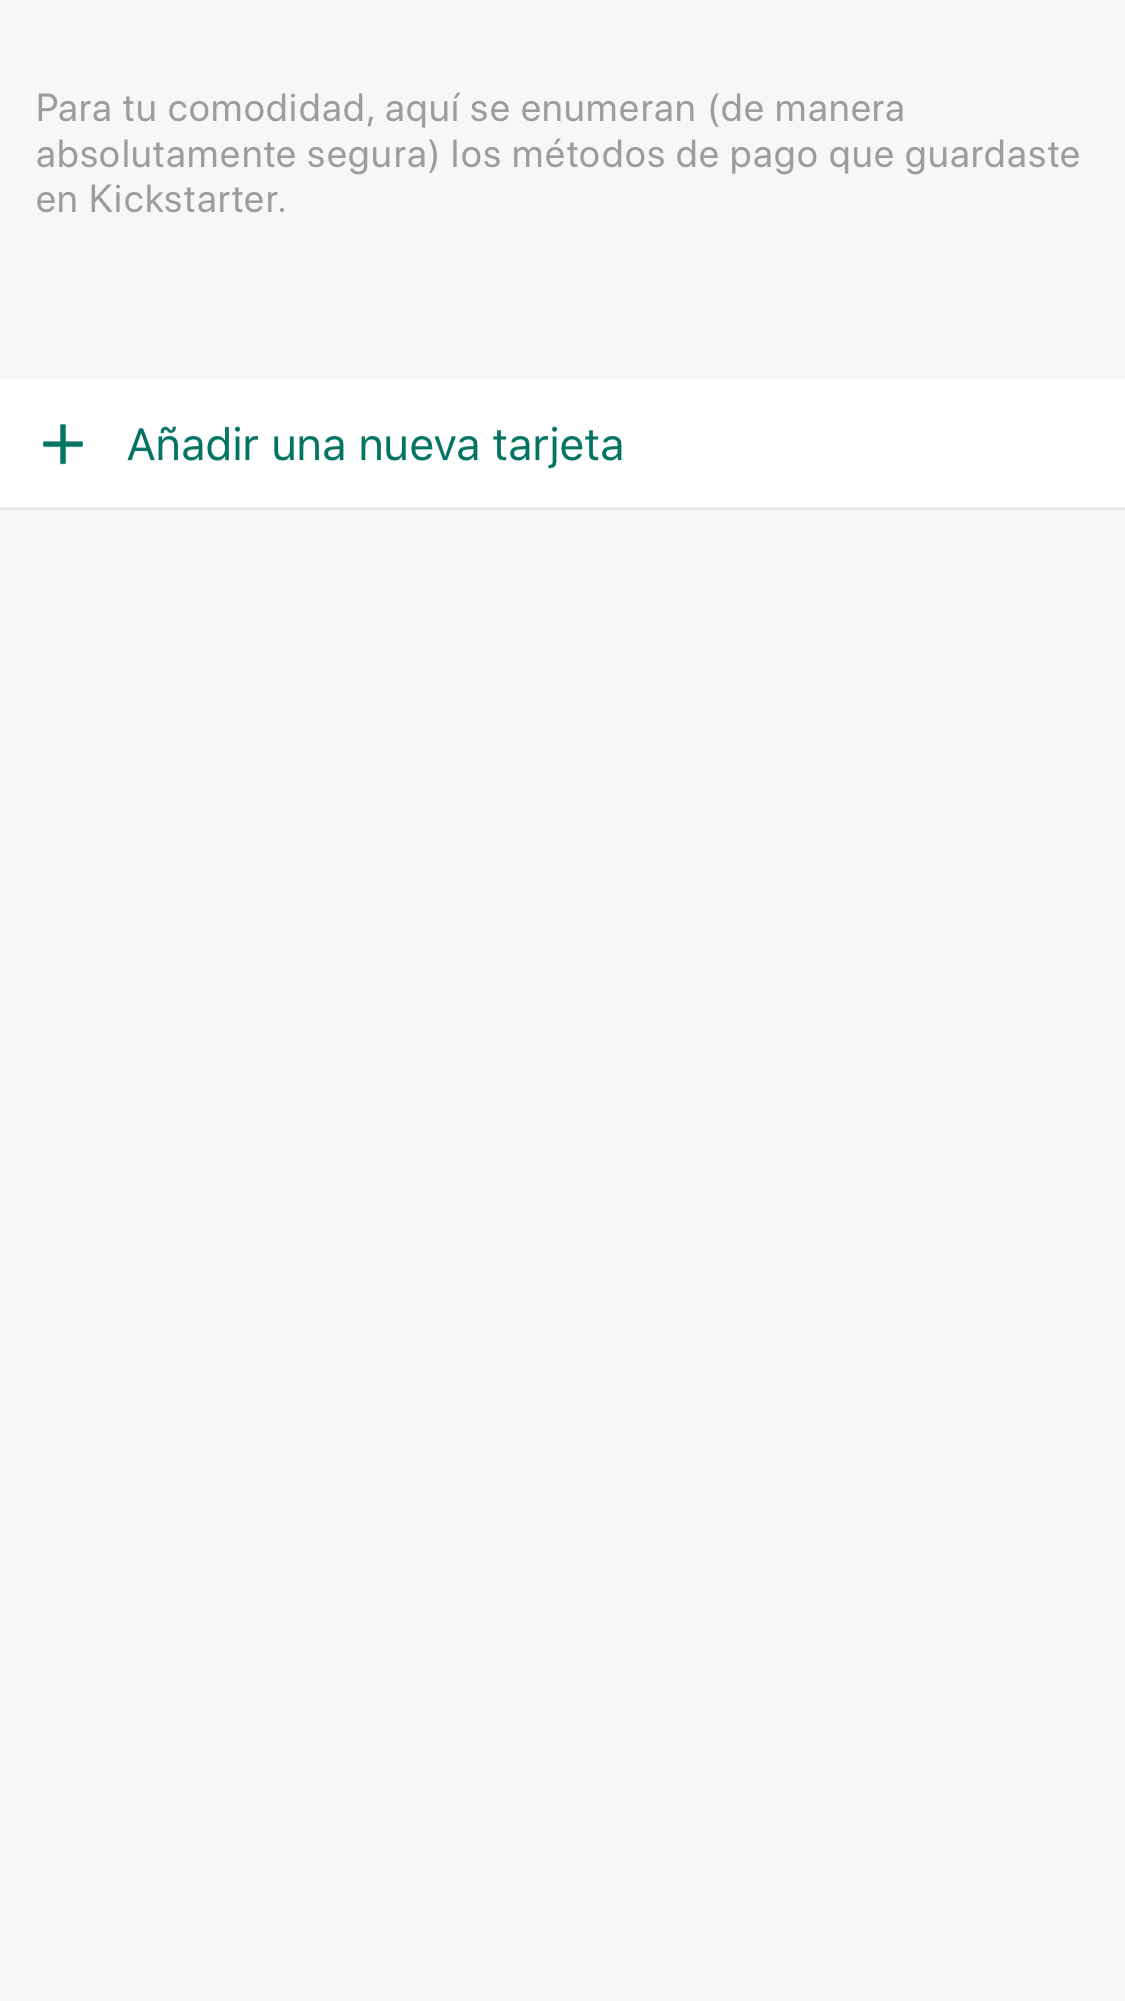 Para tu comodidad, aquí se enumeran (de manera
absolutamente segura) los métodos de pago que guardaste
en Kickstarter.
Añadir una nueva tarjeta